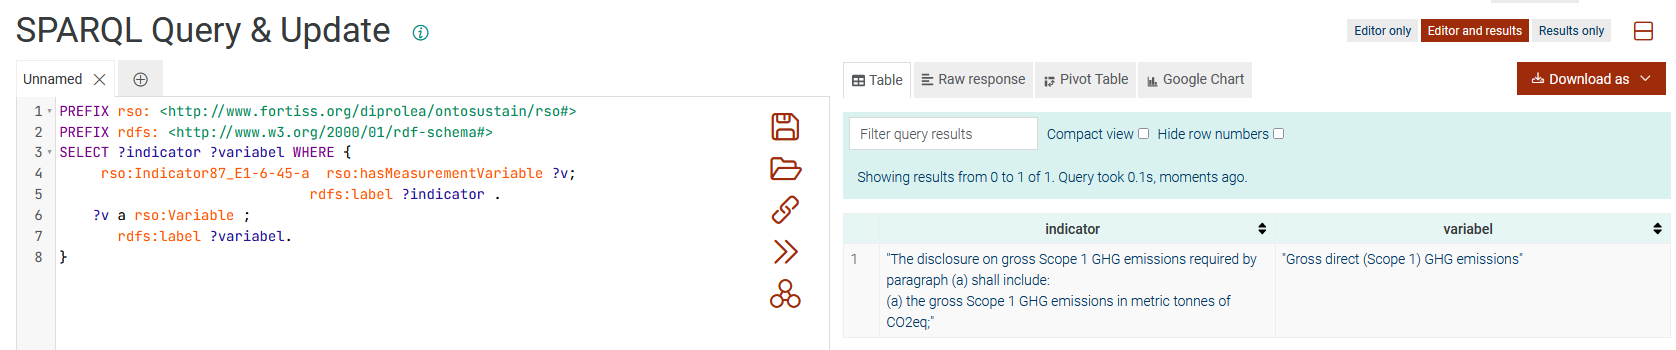 SPARQL Query & Update
Editor only
Editor and results
Results only
Unnamed
1 PREFIX rso: <http://www.fortiss.org/diprolea/ontosustain/rso#>
2 PREFIX rdfs: <http://www.w3.org/2000/01/rdf-schema#>
3 SELECT ?indicator ?variabel WHERE {
4 rso:Indicator87_E1-6-45-a rso:hasMeasurementVariable ?v;
5 rdfs:label ?indicator .
6 ?v a rso:Variable ;
7 rdfs:label ?variabel.
8 }
Table
Raw response
Pivot Table
Google Chart
Download as
Filter query results
Compact view
Hide row numbers
Showing results from 0 to 1 of 1. Query took 0.1s, moments ago.
indicator
variabel
1
"The disclosure on gross Scope 1 GHG emissions required by
paragraph (a) shall include:
(a) the gross Scope 1 GHG emissions in metric tonnes of
CO2eq;"
"Gross direct (Scope 1) GHG emissions"